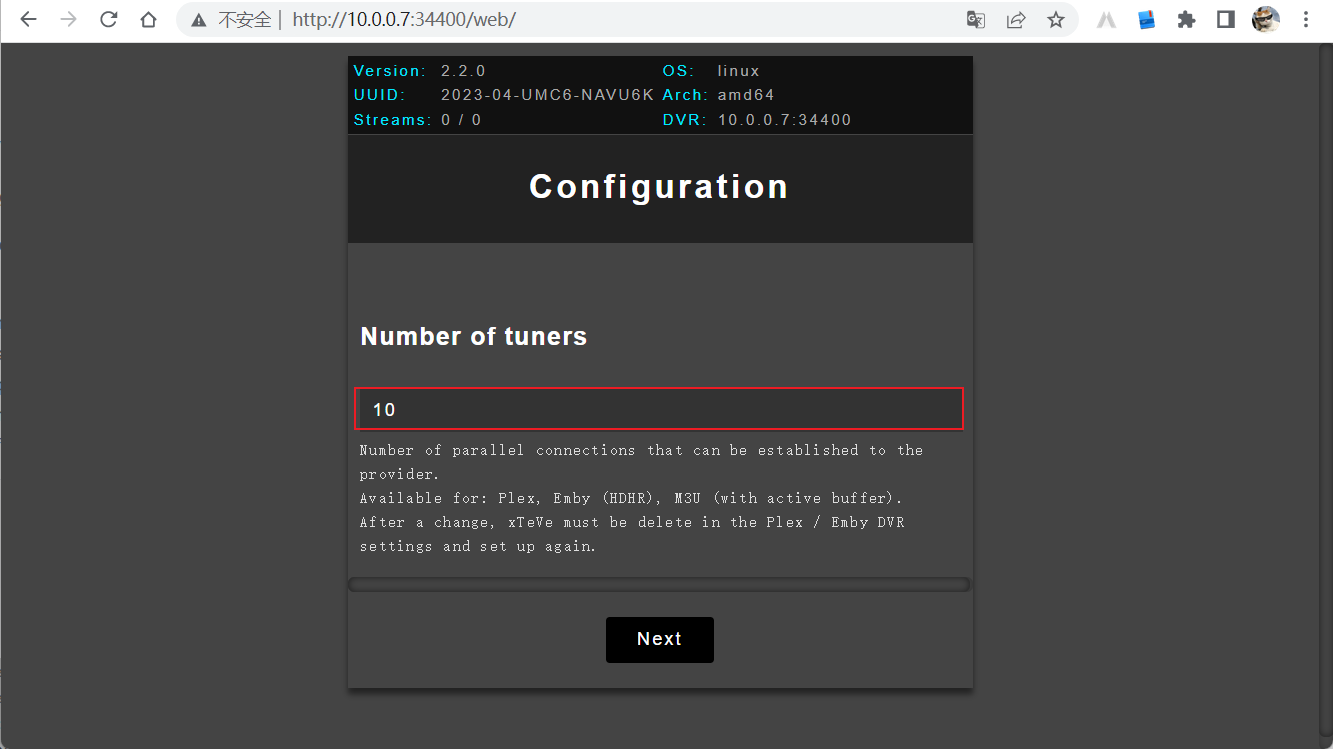 不安全 | http://10.0.0.7:34400/web/
Version: 2.2.0 OS: linux
UUID: 2023-04-UMC6-NAVU6K Arch: amd64
Streams: 0 / 0 DVR: 10.0.0.7:34400
Configuration
Number of tuners
10
Number of parallel connections that can be established to the
provider.
Available for: Plex, Emby (HDHR), M3U (with active buffer).
After a change, xTeVe must be delete in the Plex / Emby DVR
settings and set up again.
Next